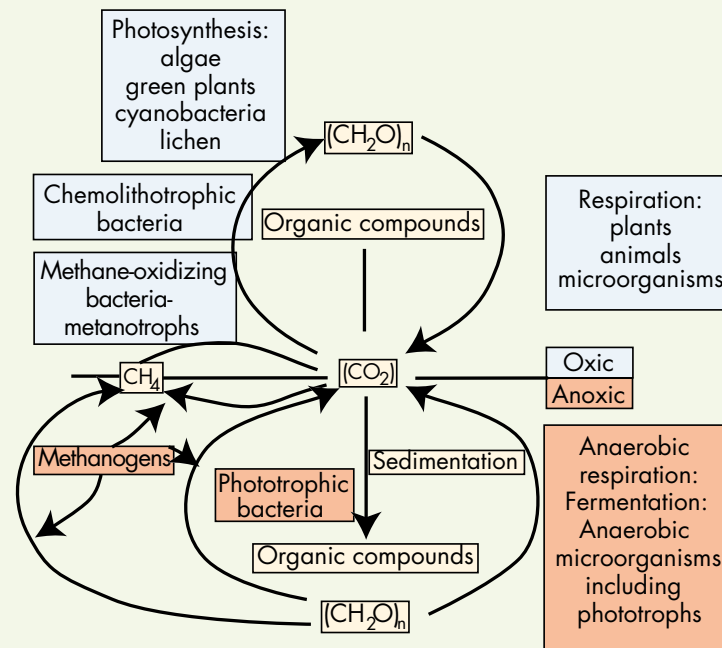 Photosynthesis:
algae
green plants
cyanobacteria
lichen
(CH₂O)ₙ
Chemolithotrophic
bacteria
Organic compounds
Respiration:
plants
animals
microorganisms
Methane-oxidizing
bacteria-
metanotrophs
CH₄
(CO₂)
Oxic
Anoxic
Methanogens
Sedimentation
Phototrophic
bacteria
Organic compounds
(CH₂O)ₙ
Anaerobic
respiration:
Fermentation:
Anaerobic
microorganisms
including
phototrophs